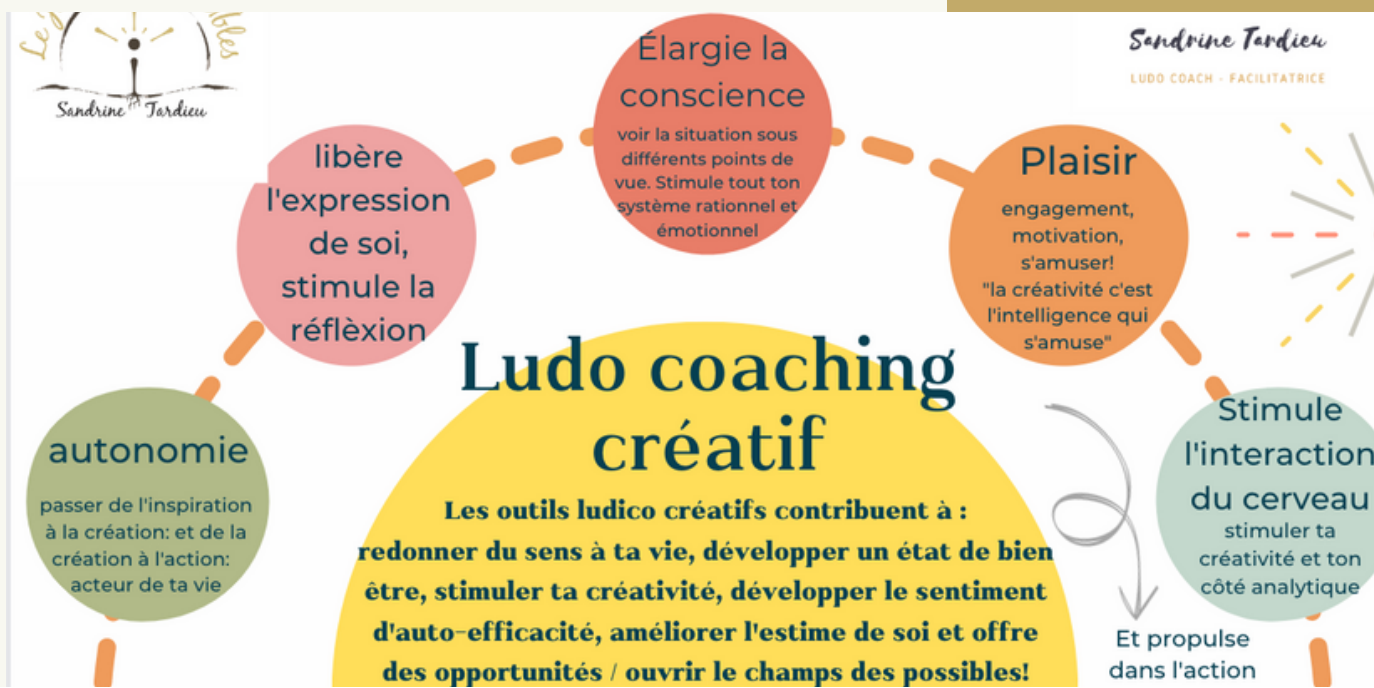 Le
bles
Sandrine Tardieu
Sandrine Tardieu
LUDO COACH - FACILITATRICE
Élargie la
conscience
voir la situation sous
différents points de
vue. Stimule tout ton
système rationnel et
émotionnel
libère
l'expression
de soi,
stimule la
réflèxion
Plaisir
engagement,
motivation,
s'amuser!
"la créativité c'est
l'intelligence qui
s'amuse"
autonomie
passer de l'inspiration
à la création: et de la
création à l'action:
acteur de ta vie
Ludo coaching
créatif
Les outils ludico créatifs contribuent à :
redonner du sens à ta vie, développer un état de bien
être, stimuler ta créativité, développer le sentiment
d'auto-efficacité, améliorer l'estime de soi et offre
des opportunités / ouvrir le champs des possibles!
Stimule
l'interaction
du cerveau
stimuler ta
créativité et ton
côté analytique
Et propulse
dans l'action